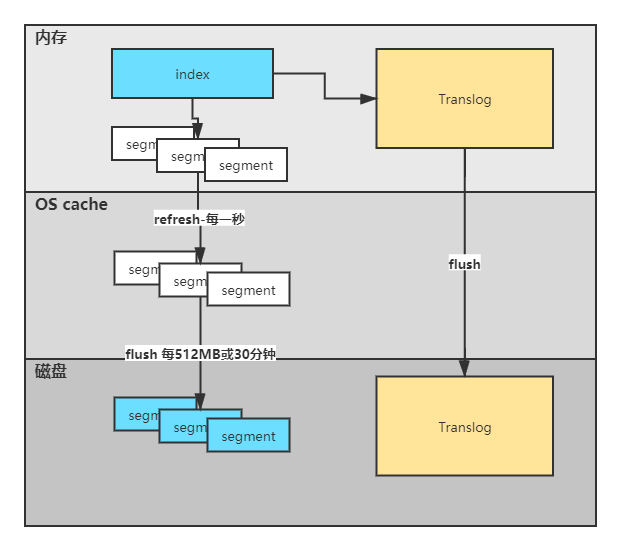 内存
index
Translog
segm
segm
segment
OS cache
refresh-每一秒
flush
segm
segm
segment
flush 每512MB或30分钟
磁盘
segm
segm
segment
Translog